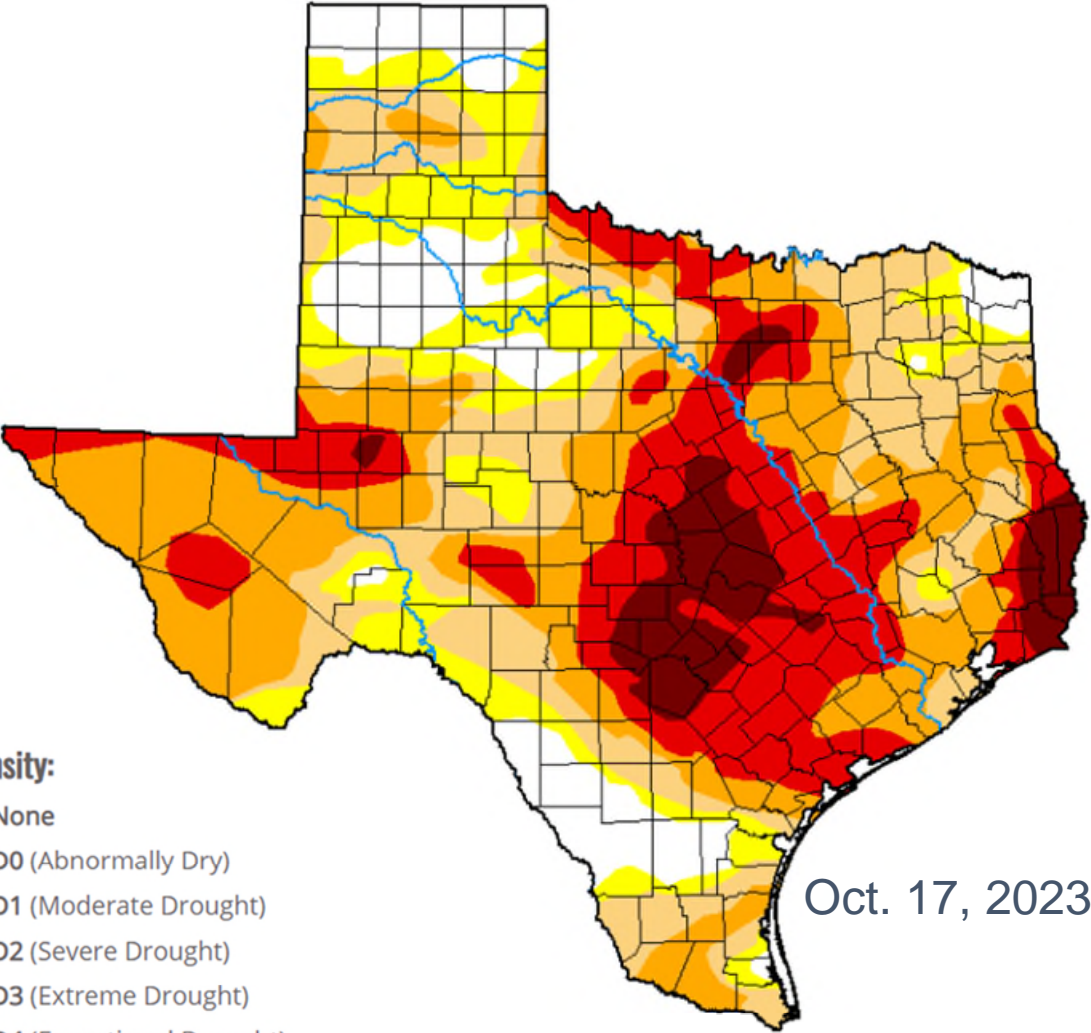 nsity:
None
D0 (Abnormally Dry)
D1 (Moderate Drought)
D2 (Severe Drought)
D3 (Extreme Drought)
Oct. 17, 2023